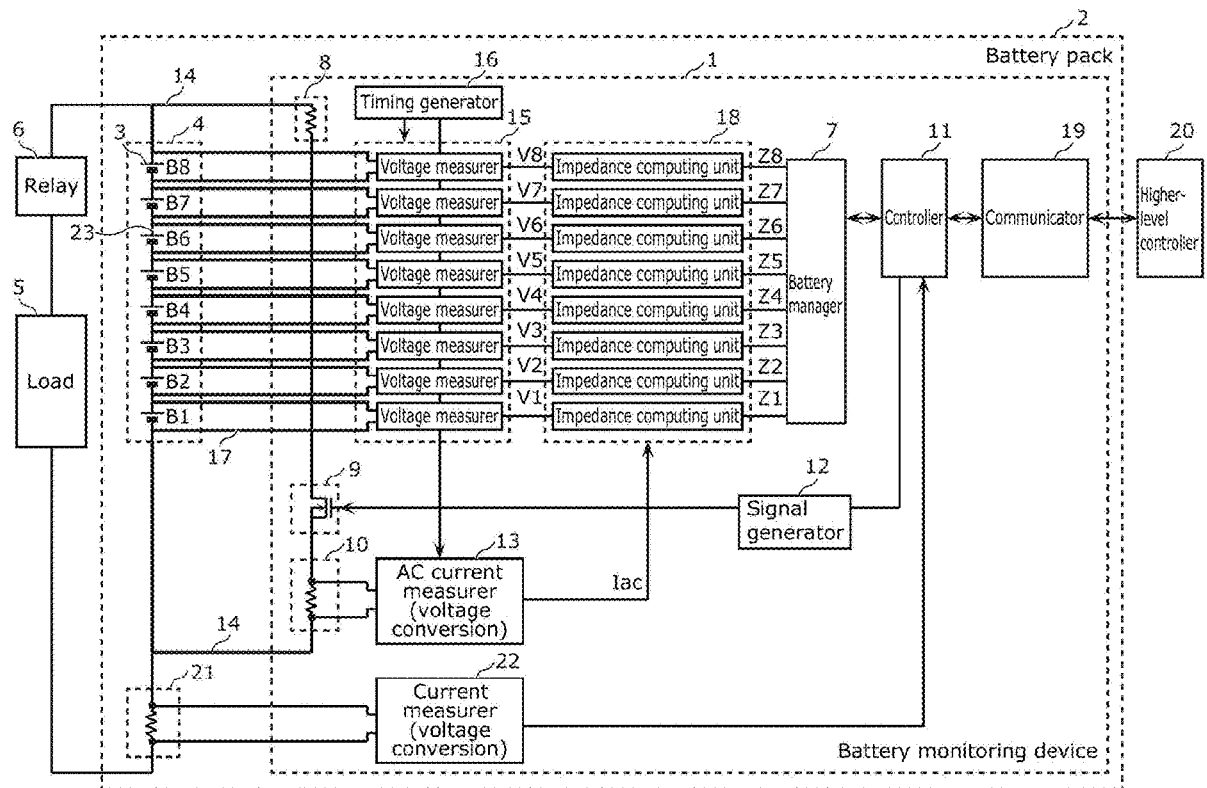 2
Battery pack
1
14
8
16
Timing generator
6
Relay
3
4
15
18
7
11
19
20
B8
Voltage measurer
V8
Impedance computing unit
Z8
B7
Voltage measurer
V7
Impedance computing unit
Z7
23
B6
Voltage measurer
V6
Impedance computing unit
Z6
B5
Voltage measurer
V5
Impedance computing unit
Z5
B4
Voltage measurer
V4
Impedance computing unit
Z4
B3
Voltage measurer
V3
Impedance computing unit
Z3
B2
Voltage measurer
V2
Impedance computing unit
Z2
B1
Voltage measurer
V1
Impedance computing unit
Z1
Battery
manager
Controller
Communicator
Higher-
level
controller
5
Load
17
9
12
Signal
generator
10
13
AC current
measurer
(voltage
conversion)
Iac
14
21
22
Current
measurer
(voltage
conversion)
Battery monitoring device